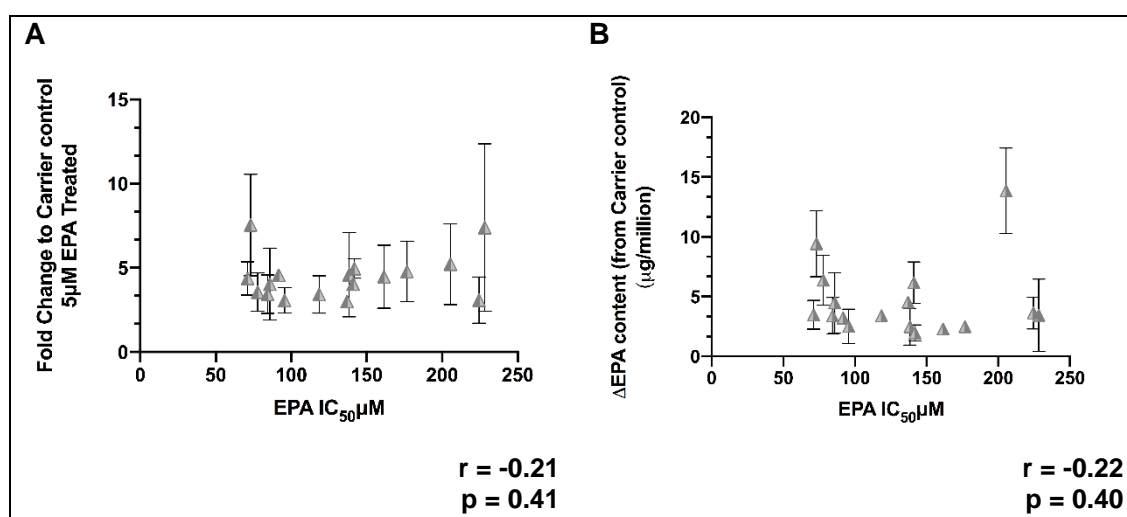 A
Fold Change to Carrier control
5µM EPA Treated
15
10
5
0
0 50 100 150 200 250
EPA IC50µM
r = -0.21
p = 0.41
B
ΔEPA content (from Carrier control)
(µg/million)
20
15
10
5
0
0 50 100 150 200 250
EPA IC50µM
r = -0.22
p = 0.40